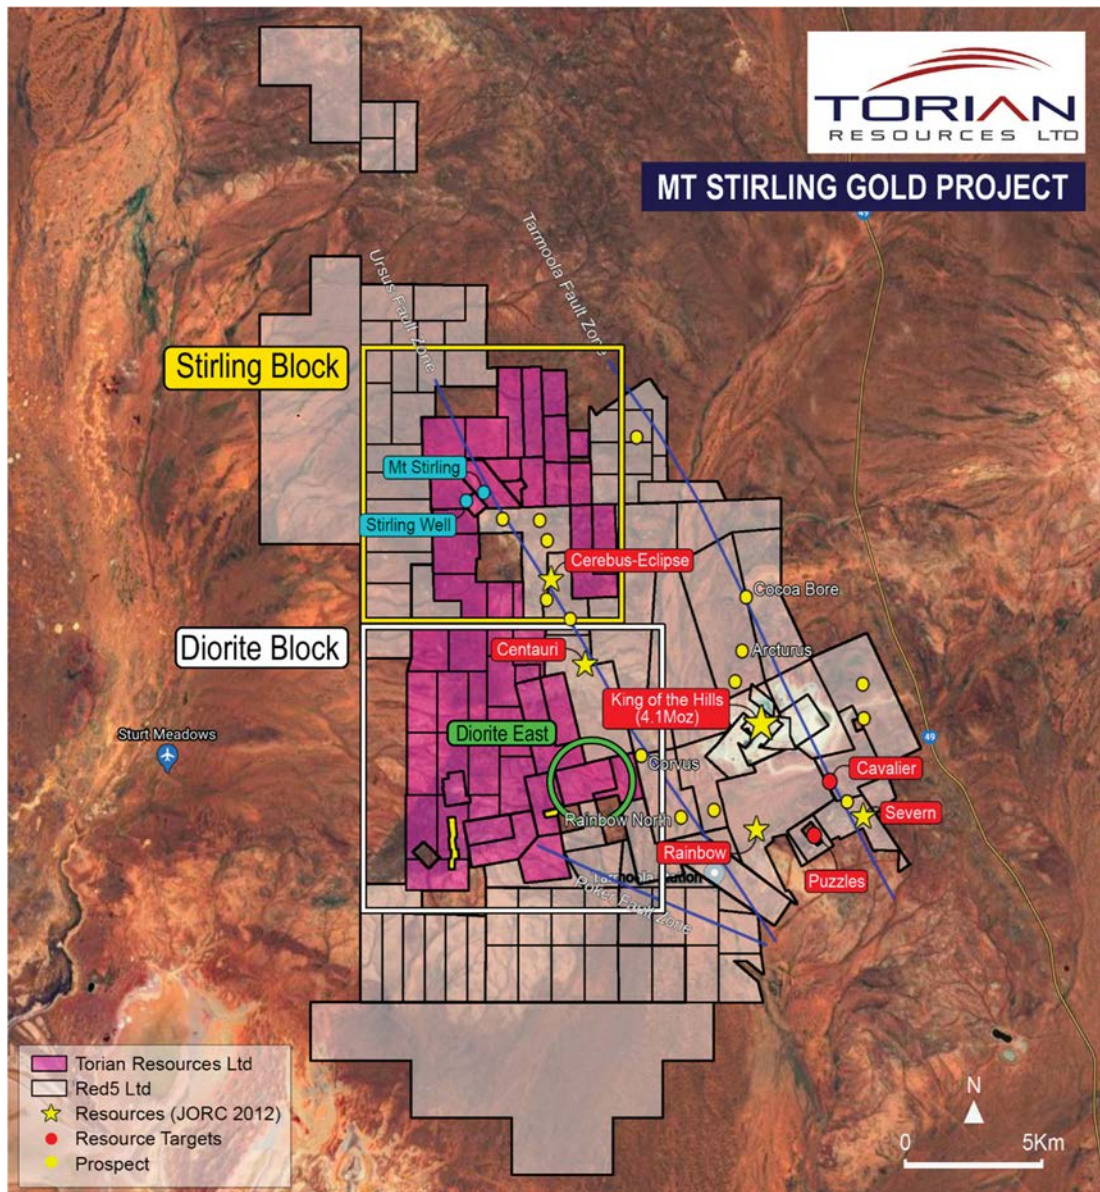 TORIAN
RESOURCES LTD
MT STIRLING GOLD PROJECT
49
Tarmoola Fault Zone
Ursus Fault Zone
Stirling Block
Mt Stirling
Stirling Well
Cerebus-Eclipse
Cocoa Bore
Diorite Block
Centauri
Arcturus
King of the Hills
(4.1Moz)
Diorite East
Sturt Meadows
49
Corvus
Cavalier
Rainbow North
Severn
Rainbow
Puzzles
Poker Fault Zone
Torian Resources Ltd
Red5 Ltd
Resources (JORC 2012)
Resource Targets
Prospect
N
0 5Km